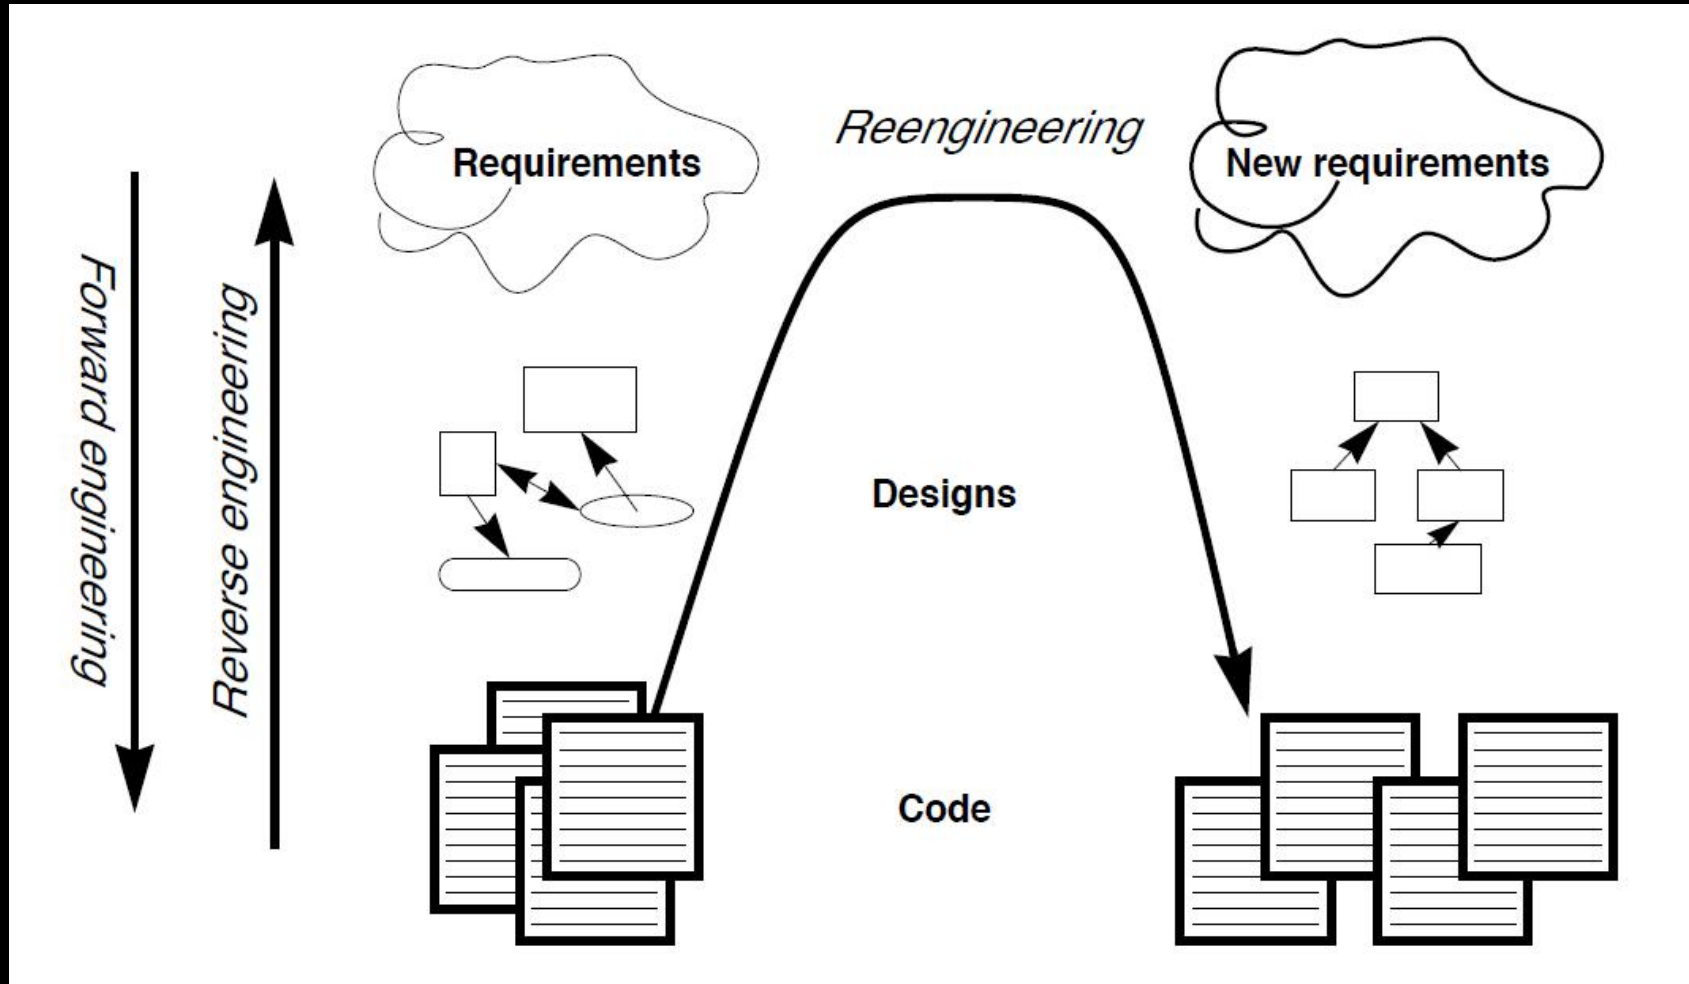 Reengineering
Requirements
New requirements
Forward engineering
Reverse engineering
Designs
Code